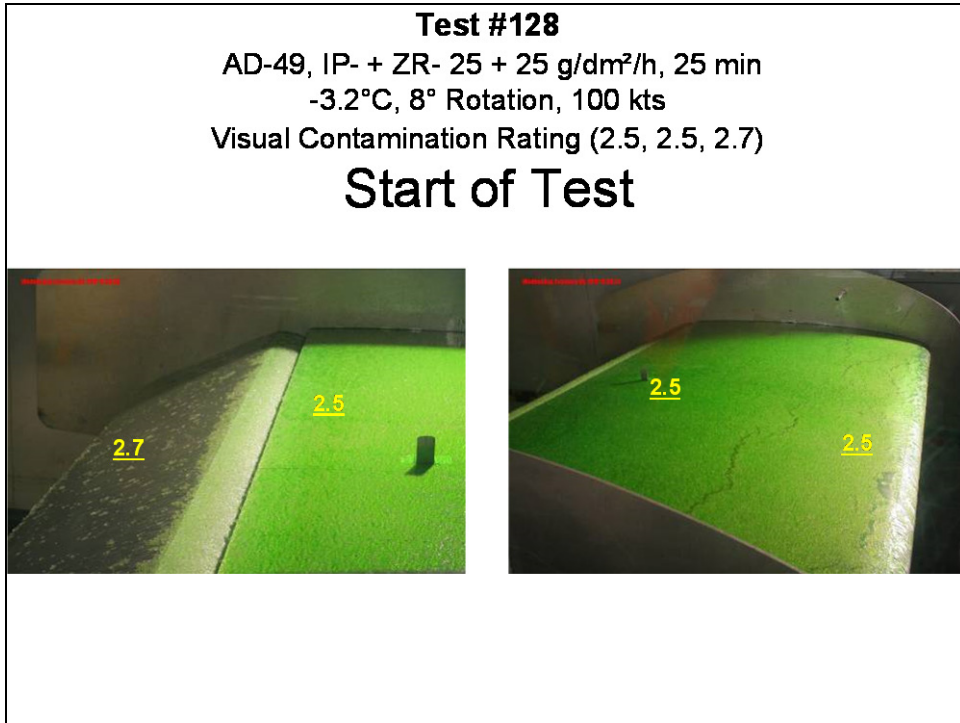 Test #128
AD-49, IP- + ZR- 25 + 25 g/dm²/h, 25 min
-3.2°C, 8° Rotation, 100 kts
Visual Contamination Rating (2.5, 2.5, 2.7)
Start of Test
2.5
2.7
2.5
2.5